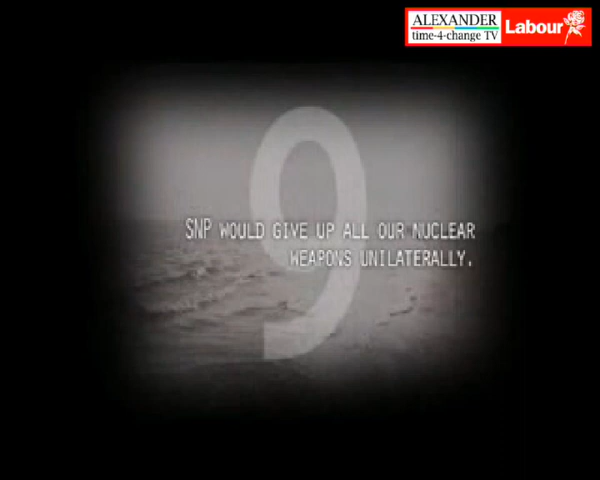 ALEXANDER
time-4-change TV
Labour
9
SNP WOULD GIVE UP ALL OUR NUCLEAR
WEAPONS UNILATERALLY.